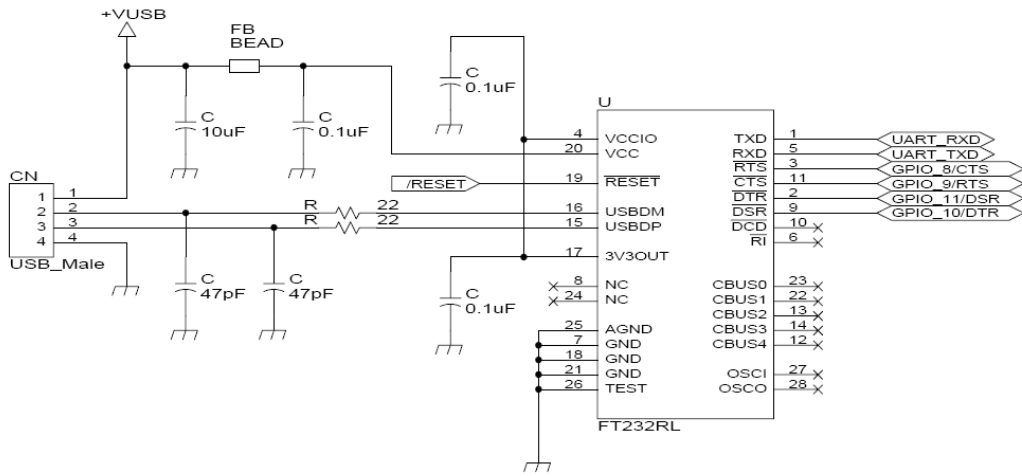 +VUSB
FB
BEAD
C
10uF
C
0.1uF
C
0.1uF
CN
1 1
2 2
3 3
4 4
USB_Male
R 22
R 22
C
47pF
C
47pF
C
0.1uF
/RESET
U
4 VCCIO TXD 1 UART_RXD
20 VCC RXD 5 UART_TXD
RTS 3 GPIO_8/CTS
19 RESET CTS 11 GPIO_9/RTS
DTR 2 GPIO_11/DSR
16 USBDM DSR 9 GPIO_10/DTR
15 USBDP DCD 10
RI 6
17 3V3OUT
8 NC CBUS0 23
24 NC CBUS1 22
CBUS2 13
25 AGND CBUS3 14
7 GND CBUS4 12
18 GND
21 GND OSCI 27
26 TEST OSCO 28
FT232RL